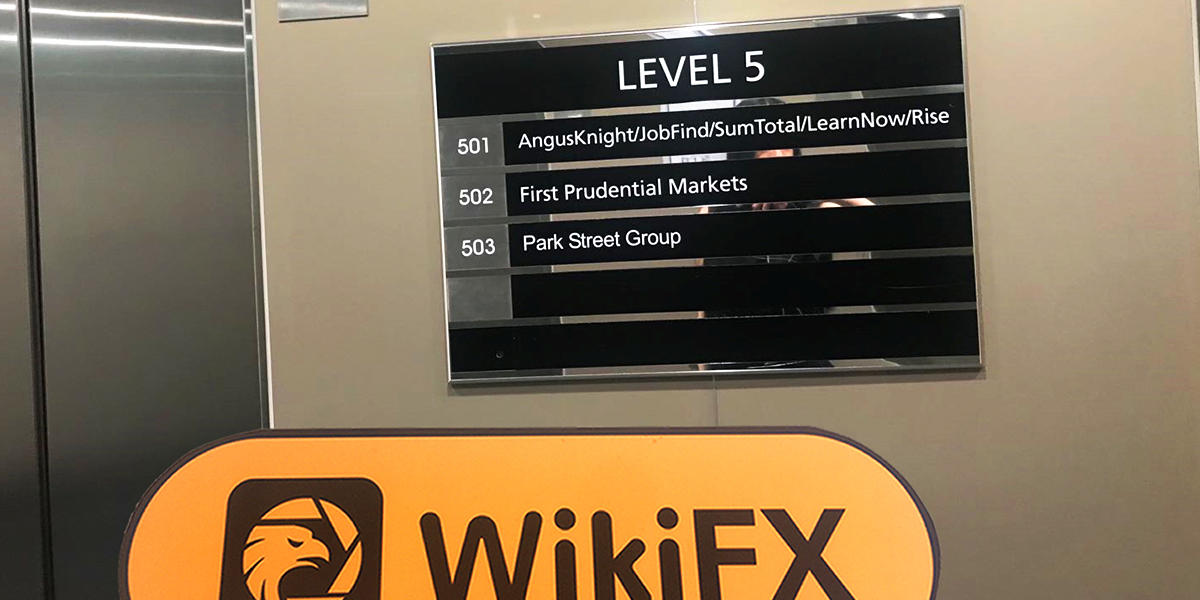 LEVEL 5
501 AngusKnight/JobFind/SumTotal/LearnNow/Rise
502 First Prudential Markets
503 Park Street Group
WikiFX